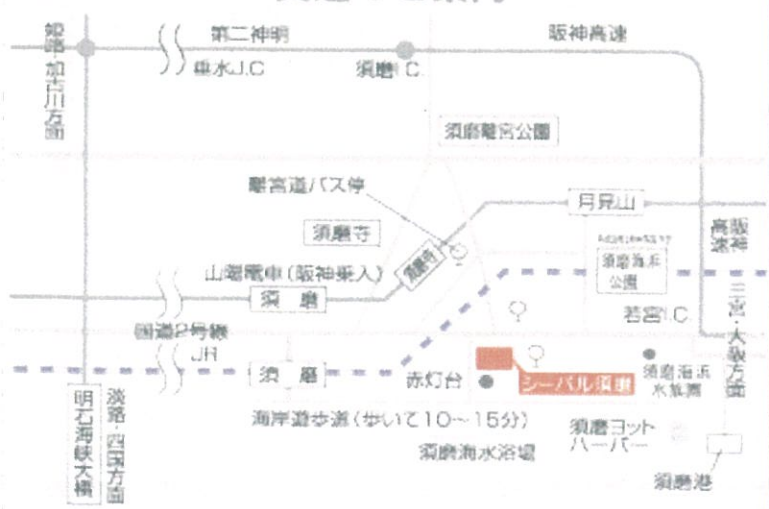 姫路・加古川方面
第二神明
阪神高速
垂水J.C
須磨I.C.
須磨離宮公園
離宮道バス停
月見山
須磨寺
須磨寺
阪神高速
山陽電車(阪神乗入)
須磨
須磨海浜
公園
若宮I.C.
三宮・大阪方面
国道2号線
JR
須磨
赤灯台
シーパル須磨
須磨海浜
水族園
明石海峡大橋
淡路・四国方面
海岸遊歩道(歩いて10〜15分)
須磨海水浴場
須磨ヨット
ハーバー
須磨港